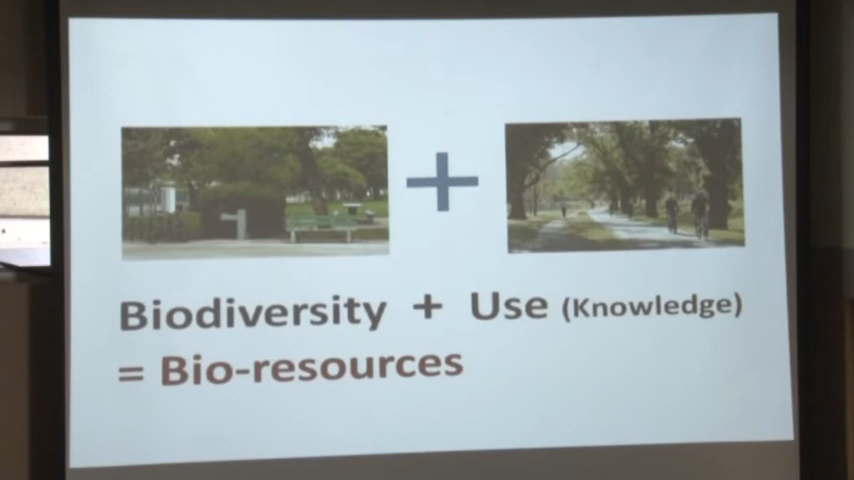 Biodiversity + Use (Knowledge)
= Bio-resources